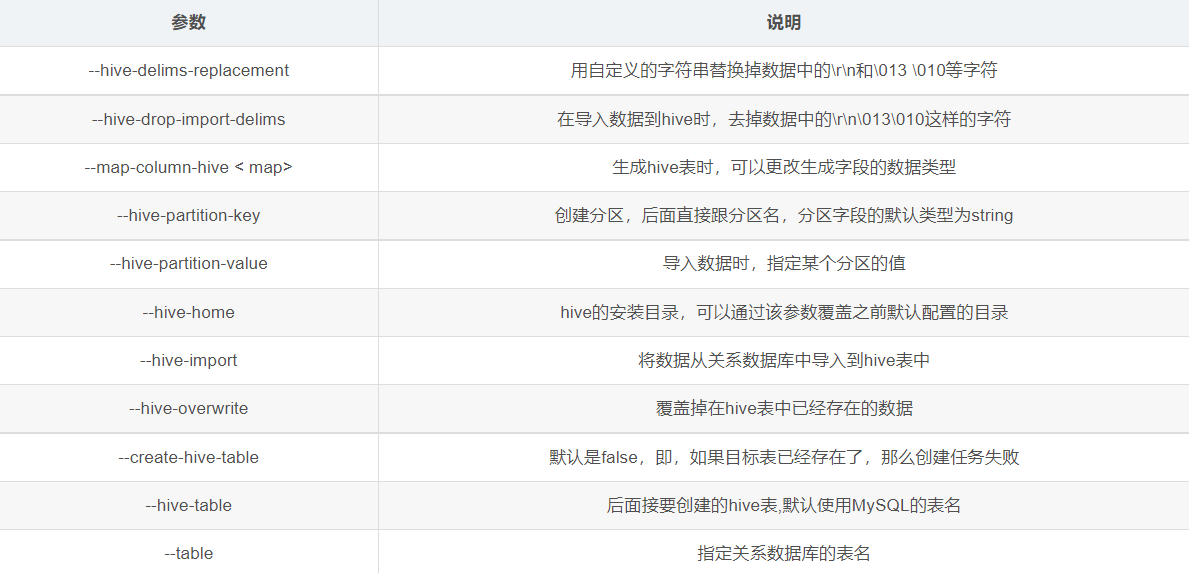 参数 说明
--hive-delims-replacement 用自定义的字符串替换掉数据中的\r\n和\013 \010等字符
--hive-drop-import-delims 在导入数据到hive时，去掉数据中的\r\n\013\010这样的字符
--map-column-hive < map> 生成hive表时，可以更改生成字段的数据类型
--hive-partition-key 创建分区，后面直接跟分区名，分区字段的默认类型为string
--hive-partition-value 导入数据时，指定某个分区的值
--hive-home hive的安装目录，可以通过该参数覆盖之前默认配置的目录
--hive-import 将数据从关系数据库中导入到hive表中
--hive-overwrite 覆盖掉在hive表中已经存在的数据
--create-hive-table 默认是false，即，如果目标表已经存在了，那么创建任务失败
--hive-table 后面接要创建的hive表,默认使用MySQL的表名
--table 指定关系数据库的表名